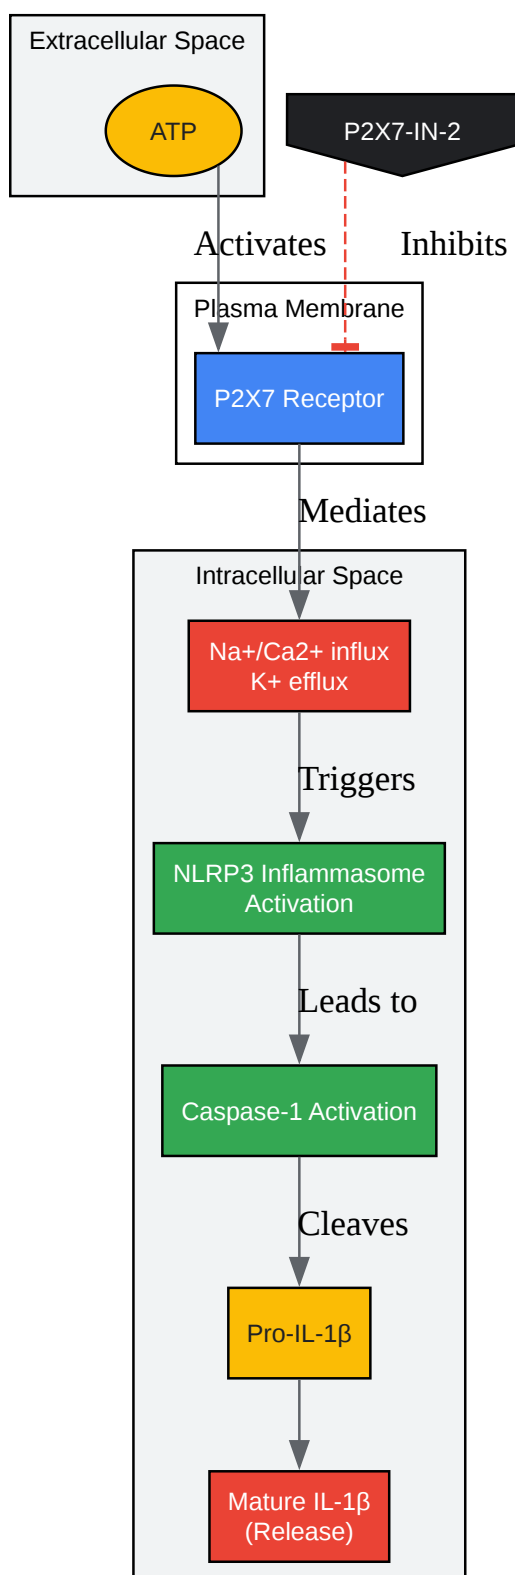 Extracellular Space
ATP
P2X7-IN-2
Activates
Inhibits
Plasma Membrane
P2X7 Receptor
Mediates
Intracellular Space
Na+/Ca2+ influx
K+ efflux
Triggers
NLRP3 Inflammasome
Activation
Leads to
Caspase-1 Activation
Cleaves
Pro-IL-1β
Mature IL-1β
(Release)